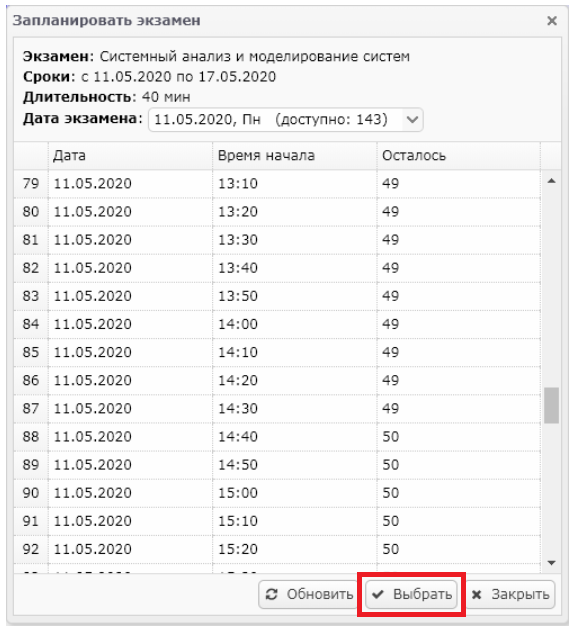 Запланировать экзамен
Экзамен: Системный анализ и моделирование систем
Сроки: с 11.05.2020 по 17.05.2020
Длительность: 40 мин
Дата экзамена: 11.05.2020, Пн (доступно: 143)
Дата Время начала Осталось
79 11.05.2020 13:10 49
80 11.05.2020 13:20 49
81 11.05.2020 13:30 49
82 11.05.2020 13:40 49
83 11.05.2020 13:50 49
84 11.05.2020 14:00 49
85 11.05.2020 14:10 49
86 11.05.2020 14:20 49
87 11.05.2020 14:30 49
88 11.05.2020 14:40 50
89 11.05.2020 14:50 50
90 11.05.2020 15:00 50
91 11.05.2020 15:10 50
92 11.05.2020 15:20 50
Обновить Выбрать Закрыть